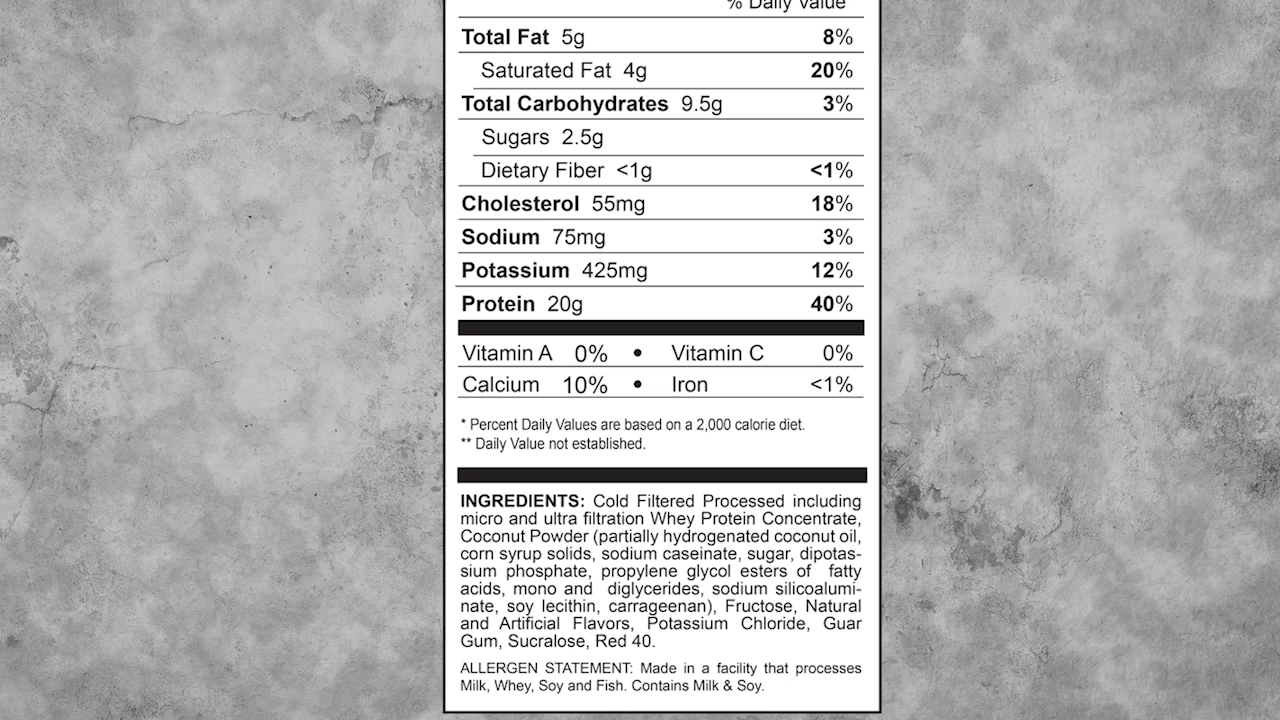 % Daily Value
Total Fat 5g 8%
Saturated Fat 4g 20%
Total Carbohydrates 9.5g 3%
Sugars 2.5g
Dietary Fiber <1g <1%
Cholesterol 55mg 18%
Sodium 75mg 3%
Potassium 425mg 12%
Protein 20g 40%
Vitamin A 0% • Vitamin C 0%
Calcium 10% • Iron <1%
* Percent Daily Values are based on a 2,000 calorie diet.
** Daily Value not established.
INGREDIENTS: Cold Filtered Processed including
micro and ultra filtration Whey Protein Concentrate,
Coconut Powder (partially hydrogenated coconut oil,
corn syrup solids, sodium caseinate, sugar, dipotas-
sium phosphate, propylene glycol esters of fatty
acids, mono and diglycerides, sodium silicoalumi-
nate, soy lecithin, carrageenan), Fructose, Natural
and Artificial Flavors, Potassium Chloride, Guar
Gum, Sucralose, Red 40.
ALLERGEN STATEMENT: Made in a facility that processes
Milk, Whey, Soy and Fish. Contains Milk & Soy.